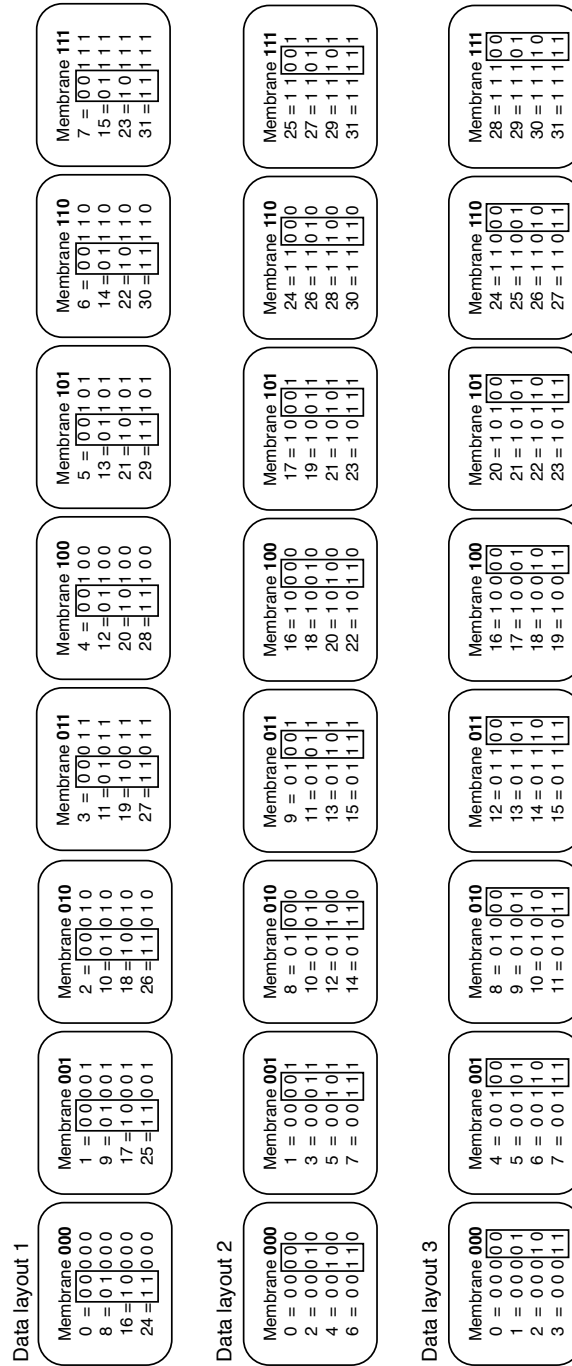 Data layout 1
Membrane 000
0 = 0 0 0 0 0
8 = 0 1 0 0 0
16 = 1 0 0 0 0
24 = 1 1 0 0 0
Membrane 001
1 = 0 0 0 0 1
9 = 0 1 0 0 1
17 = 1 0 0 0 1
25 = 1 1 0 0 1
Membrane 010
2 = 0 0 0 1 0
10 = 0 1 0 1 0
18 = 1 0 0 1 0
26 = 1 1 0 1 0
Membrane 011
3 = 0 0 0 1 1
11 = 0 1 0 1 1
19 = 1 0 0 1 1
27 = 1 1 0 1 1
Membrane 100
4 = 0 0 1 0 0
12 = 0 1 1 0 0
20 = 1 0 1 0 0
28 = 1 1 1 0 0
Membrane 101
5 = 0 0 1 0 1
13 = 0 1 1 0 1
21 = 1 0 1 0 1
29 = 1 1 1 0 1
Membrane 110
6 = 0 0 1 1 0
14 = 0 1 1 1 0
22 = 1 0 1 1 0
30 = 1 1 1 1 0
Membrane 111
7 = 0 0 1 1 1
15 = 0 1 1 1 1
23 = 1 0 1 1 1
31 = 1 1 1 1 1
Data layout 2
Membrane 000
0 = 0 0 0 0 0
2 = 0 0 0 1 0
4 = 0 0 1 0 0
6 = 0 0 1 1 0
Membrane 001
1 = 0 0 0 0 1
3 = 0 0 0 1 1
5 = 0 0 1 0 1
7 = 0 0 1 1 1
Membrane 010
8 = 0 1 0 0 0
10 = 0 1 0 1 0
12 = 0 1 1 0 0
14 = 0 1 1 1 0
Membrane 011
9 = 0 1 0 0 1
11 = 0 1 0 1 1
13 = 0 1 1 0 1
15 = 0 1 1 1 1
Membrane 100
16 = 1 0 0 0 0
18 = 1 0 0 1 0
20 = 1 0 1 0 0
22 = 1 0 1 1 0
Membrane 101
17 = 1 0 0 0 1
19 = 1 0 0 1 1
21 = 1 0 1 0 1
23 = 1 0 1 1 1
Membrane 110
24 = 1 1 0 0 0
26 = 1 1 0 1 0
28 = 1 1 1 0 0
30 = 1 1 1 1 0
Membrane 111
25 = 1 1 0 0 1
27 = 1 1 0 1 1
29 = 1 1 1 0 1
31 = 1 1 1 1 1
Data layout 3
Membrane 000
0 = 0 0 0 0 0
1 = 0 0 0 0 1
2 = 0 0 0 1 0
3 = 0 0 0 1 1
Membrane 001
4 = 0 0 1 0 0
5 = 0 0 1 0 1
6 = 0 0 1 1 0
7 = 0 0 1 1 1
Membrane 010
8 = 0 1 0 0 0
9 = 0 1 0 0 1
10 = 0 1 0 1 0
11 = 0 1 0 1 1
Membrane 011
12 = 0 1 1 0 0
13 = 0 1 1 0 1
14 = 0 1 1 1 0
15 = 0 1 1 1 1
Membrane 100
16 = 1 0 0 0 0
17 = 1 0 0 0 1
18 = 1 0 0 1 0
19 = 1 0 0 1 1
Membrane 101
20 = 1 0 1 0 0
21 = 1 0 1 0 1
22 = 1 0 1 1 0
23 = 1 0 1 1 1
Membrane 110
24 = 1 1 0 0 0
25 = 1 1 0 0 1
26 = 1 1 0 1 0
27 = 1 1 0 1 1
Membrane 111
28 = 1 1 1 0 0
29 = 1 1 1 0 1
30 = 1 1 1 1 0
31 = 1 1 1 1 1